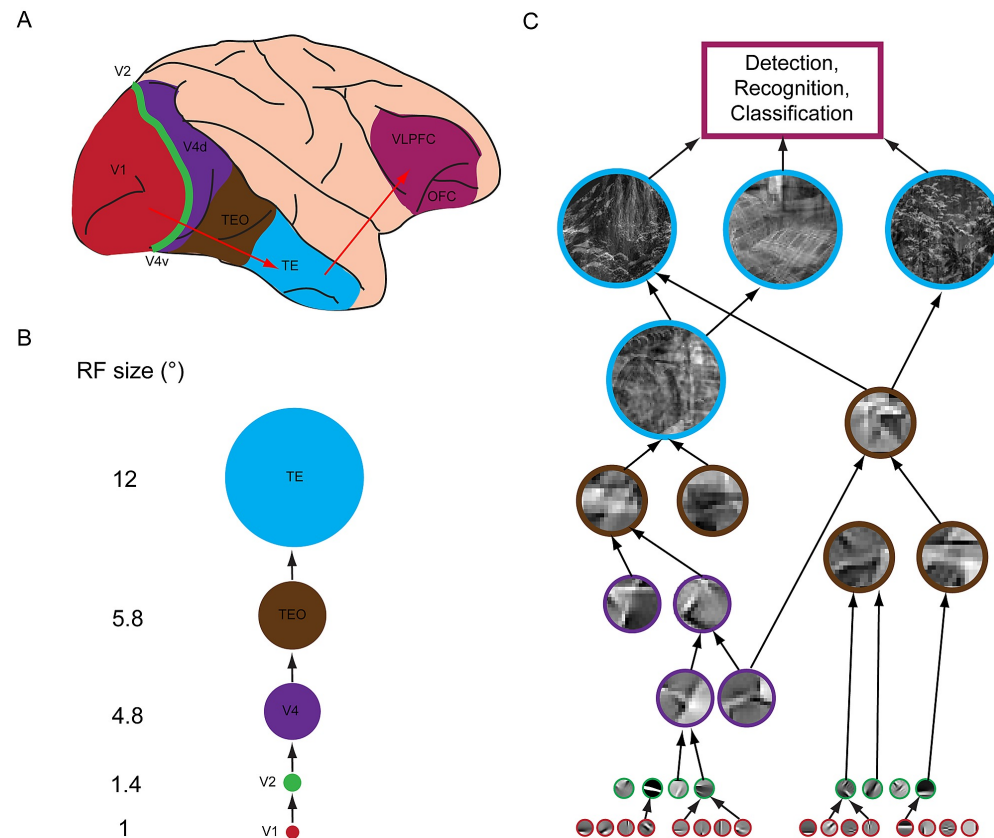 A
V2
V4d
V1
VLPFC
OFC
TEO
TE
V4v
B
RF size (°)
12
TE
5.8
TEO
4.8
V4
1.4
V2
1
V1
C
Detection,
Recognition,
Classification